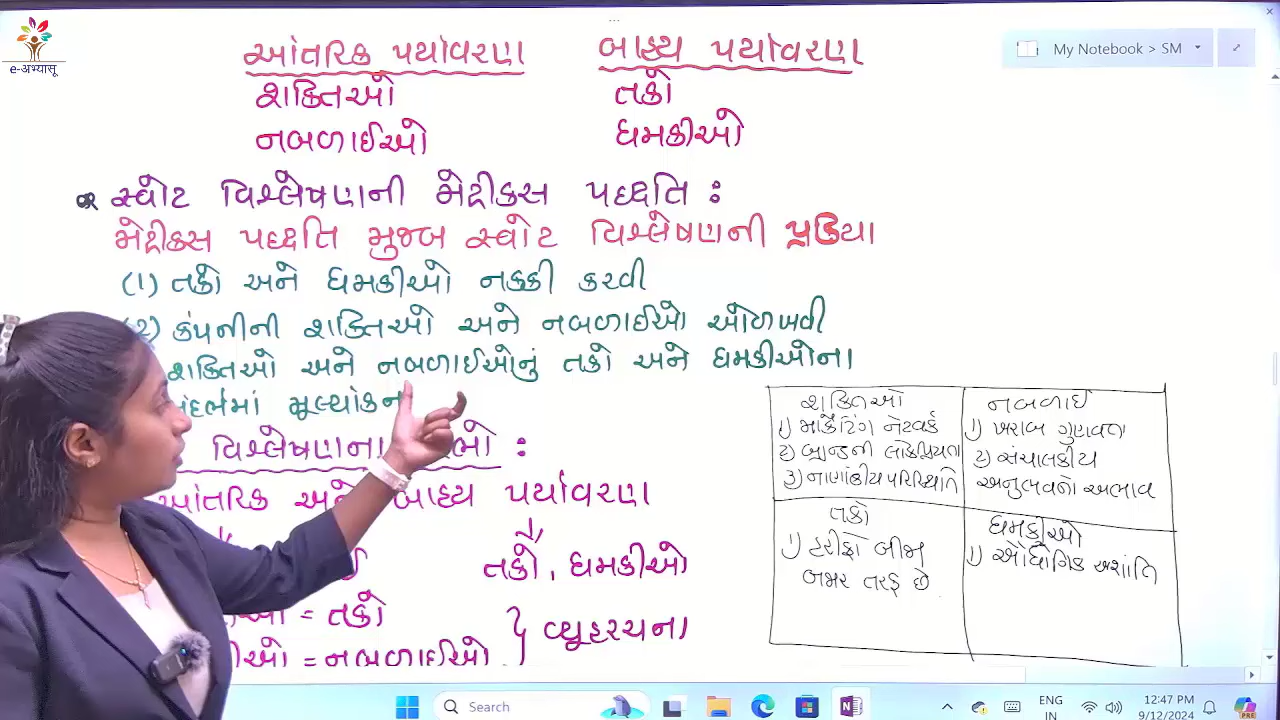 આંતરિક પર્યાવરણ બાહ્ય પર્યાવરણ
શક્તિઓ તકો
નબળાઈઓ ધમકીઓ
સ્વોટ વિશ્લેષણની મેટ્રીક્સ પદ્ધતિ :
મેટ્રીક્સ પદ્ધતિ મુજબ સ્વોટ વિશ્લેષણની પ્રક્રિયા
(1) તકો અને ધમકીઓ નક્કી કરવી
(2) કંપનીની શક્તિઓ અને નબળાઈઓ ઓળખવી
શક્તિઓ અને નબળાઈઓનું તકો અને ધમકીઓના
મૂલ્યાંકન
વિશ્લેષણના :
આંતરિક અને બાહ્ય પર્યાવરણ
તકો, ધમકીઓ
= તકો
= નબળાઈઓ } વ્યૂહરચના
શક્તિઓ
1) માર્કેટિંગ નેટવર્ક
2) બ્રાન્ડની લોકપ્રિયતા
3) નાણાંકીય પરિસ્થિતિ
નબળાઈ
1) ખરાબ ગુણવતા
2) સંચાલકીય
અનુભવનો અભાવ
તકો
1) હરીફો બીજા
બજાર તરફ છે
ધમકીઓ
1) ઔદ્યોગિક અશાંતિ
e-અભ્યાસૂ
My Notebook > SM
Search
ENG
IN
12:47 PM
9/12/2024